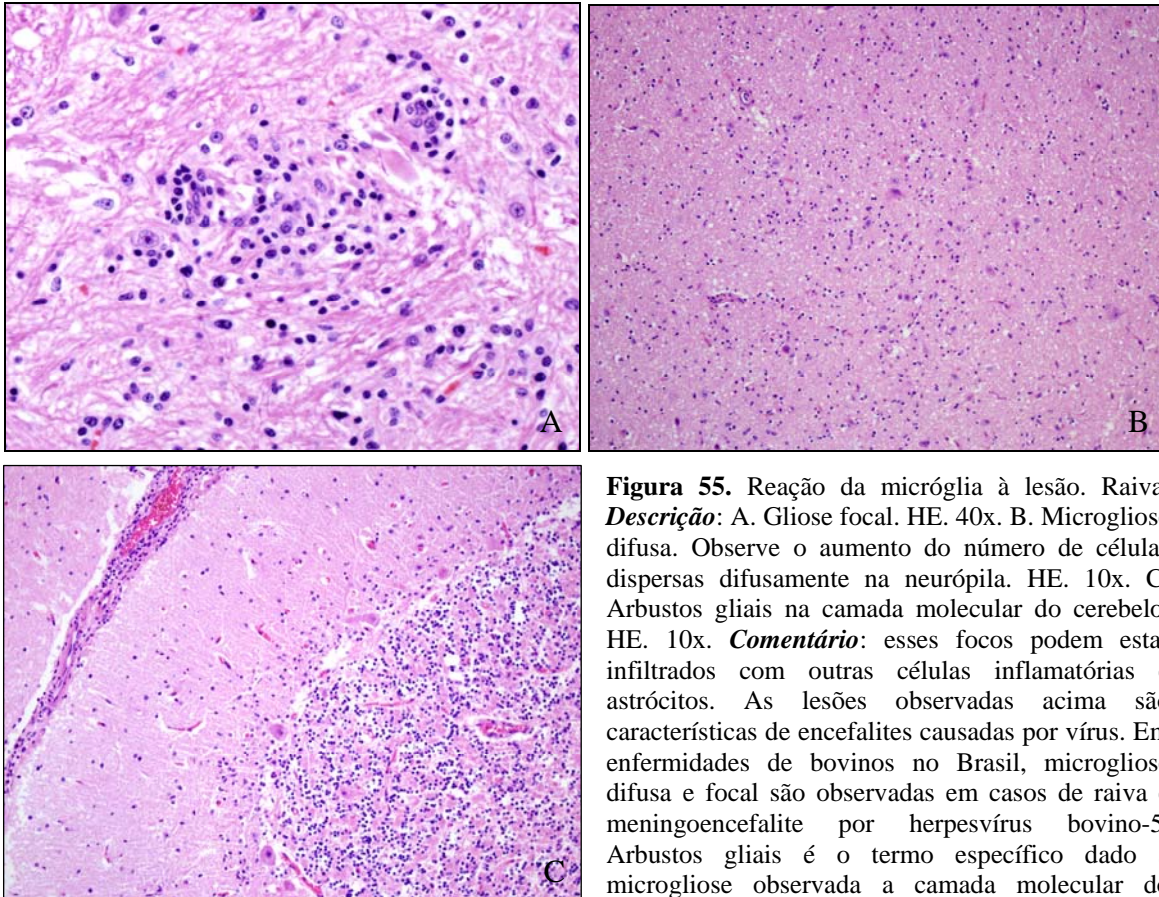 A
B
C
Figura 55. Reação da micróglia à lesão. Raiva
Descrição: A. Gliose focal. HE. 40x. B. Microgliose
difusa. Observe o aumento do número de célula
dispersas difusamente na neurópila. HE. 10x. C
Arbustos gliais na camada molecular do cerebelo
HE. 10x. Comentário: esses focos podem esta
infiltrados com outras células inflamatórias
astrócitos. As lesões observadas acima são
características de encefalites causadas por vírus. Em
enfermidades de bovinos no Brasil, microgliose
difusa e focal são observadas em casos de raiva
meningoencefalite por herpesvírus bovino-5
Arbustos gliais é o termo específico dado
microgliose observada a camada molecular do